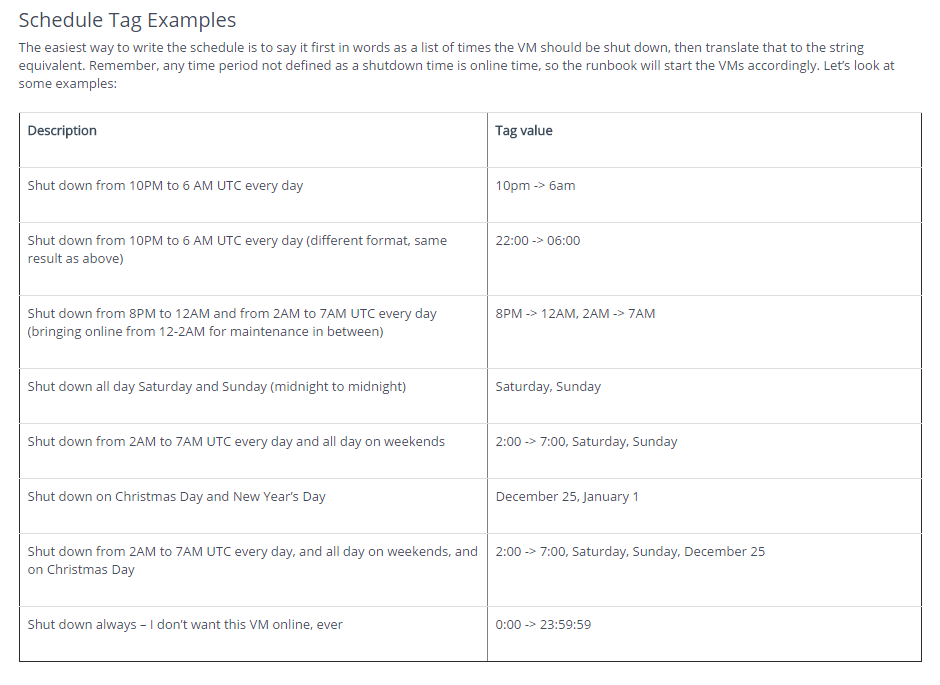 Schedule Tag Examples
The easiest way to write the schedule is to say it first in words as a list of times the VM should be shut down, then translate that to the string
equivalent. Remember, any time period not defined as a shutdown time is online time, so the runbook will start the VMs accordingly. Let’s look at
some examples:
Description
Tag value
Shut down from 10PM to 6 AM UTC every day
10pm -> 6am
Shut down from 10PM to 6 AM UTC every day (different format, same
result as above)
22:00 -> 06:00
Shut down from 8PM to 12AM and from 2AM to 7AM UTC every day
(bringing online from 12-2AM for maintenance in between)
8PM -> 12AM, 2AM -> 7AM
Shut down all day Saturday and Sunday (midnight to midnight)
Saturday, Sunday
Shut down from 2AM to 7AM UTC every day and all day on weekends
2:00 -> 7:00, Saturday, Sunday
Shut down on Christmas Day and New Year’s Day
December 25, January 1
Shut down from 2AM to 7AM UTC every day, and all day on weekends, and
on Christmas Day
2:00 -> 7:00, Saturday, Sunday, December 25
Shut down always – I don’t want this VM online, ever
0:00 -> 23:59:59